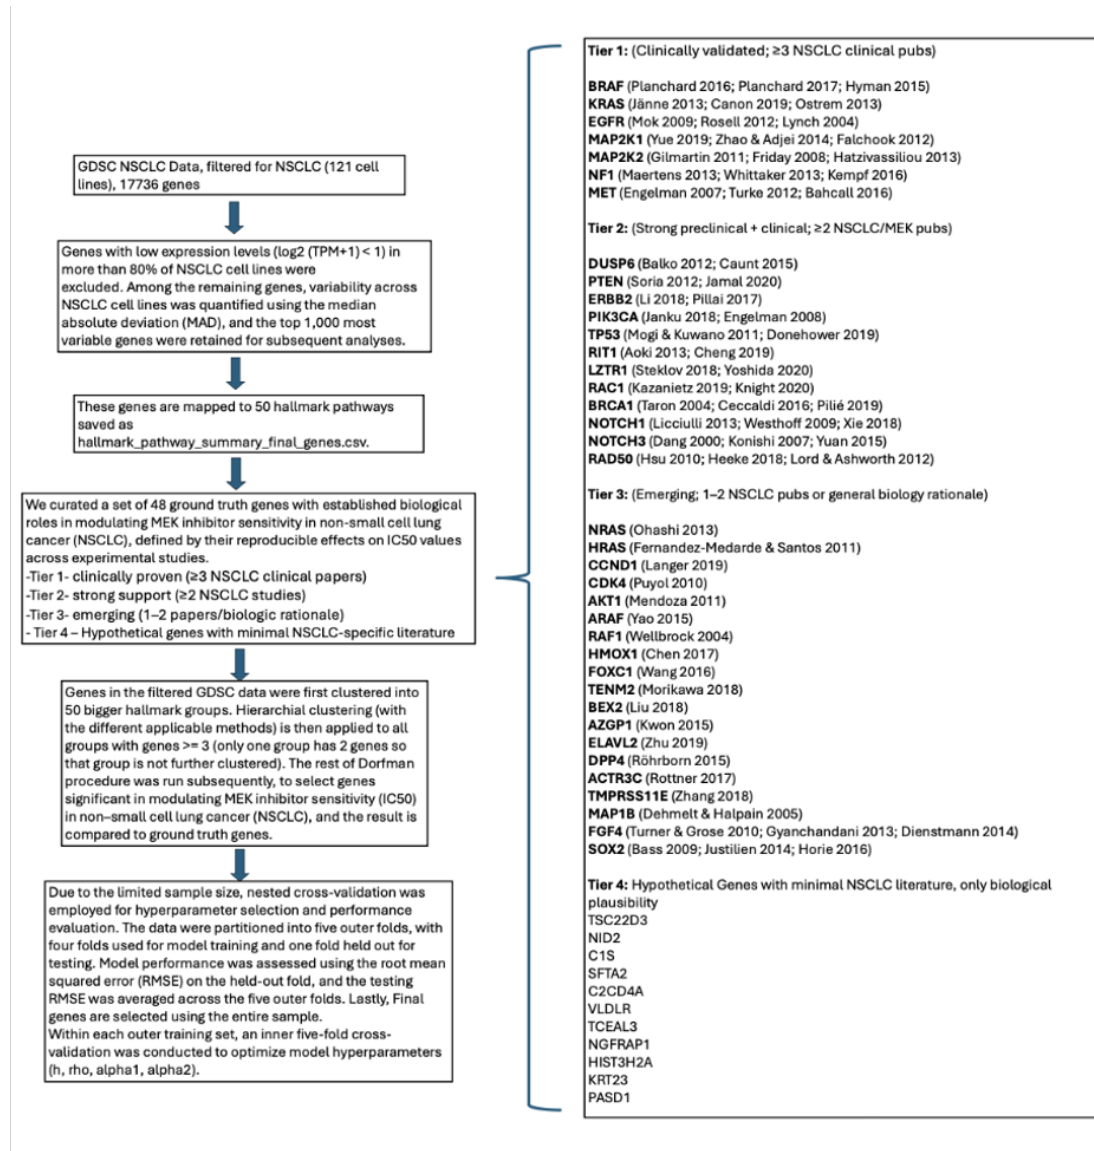 GDSC NSCLC Data, filtered for NSCLC (121 cell
lines), 17736 genes
Genes with low expression levels (log2 (TPM+1) < 1) in
more than 80% of NSCLC cell lines were
excluded. Among the remaining genes, variability across
NSCLC cell lines was quantified using the median
absolute deviation (MAD), and the top 1,000 most
variable genes were retained for subsequent analyses.
These genes are mapped to 50 hallmark pathways
saved as
hallmark_pathway_summary_final_genes.csv.
We curated a set of 48 ground truth genes with established biological
roles in modulating MEK inhibitor sensitivity in non-small cell lung
cancer (NSCLC), defined by their reproducible effects on IC50 values
across experimental studies.
-Tier 1- clinically proven (≥3 NSCLC clinical papers)
-Tier 2- strong support (≥2 NSCLC studies)
-Tier 3- emerging (1–2 papers/biologic rationale)
- Tier 4 – Hypothetical genes with minimal NSCLC-specific literature
Genes in the filtered GDSC data were first clustered into
50 bigger hallmark groups. Hierarchial clustering (with
the different applicable methods) is then applied to all
groups with genes >= 3 (only one group has 2 genes so
that group is not further clustered). The rest of Dorfman
procedure was run subsequently, to select genes
significant in modulating MEK inhibitor sensitivity (IC50)
in non–small cell lung cancer (NSCLC), and the result is
compared to ground truth genes.
Due to the limited sample size, nested cross-validation was
employed for hyperparameter selection and performance
evaluation. The data were partitioned into five outer folds, with
four folds used for model training and one fold held out for
testing. Model performance was assessed using the root mean
squared error (RMSE) on the held-out fold, and the testing
RMSE was averaged across the five outer folds. Lastly, Final
genes are selected using the entire sample.
Within each outer training set, an inner five-fold cross-
validation was conducted to optimize model hyperparameters
(h, rho, alpha1, alpha2).
Tier 1: (Clinically validated; ≥3 NSCLC clinical pubs)
BRAF (Planchard 2016; Planchard 2017; Hyman 2015)
KRAS (Jänne 2013; Canon 2019; Ostrem 2013)
EGFR (Mok 2009; Rosell 2012; Lynch 2004)
MAP2K1 (Yue 2019; Zhao & Adjei 2014; Falchook 2012)
MAP2K2 (Gilmartin 2011; Friday 2008; Hatzivassiliou 2013)
NF1 (Maertens 2013; Whittaker 2013; Kempf 2016)
MET (Engelman 2007; Turke 2012; Bahcall 2016)
Tier 2: (Strong preclinical + clinical; ≥2 NSCLC/MEK pubs)
DUSP6 (Balko 2012; Caunt 2015)
PTEN (Soria 2012; Jamal 2020)
ERBB2 (Li 2018; Pillai 2017)
PIK3CA (Janku 2018; Engelman 2008)
TP53 (Mogi & Kuwano 2011; Donehower 2019)
RIT1 (Aoki 2013; Cheng 2019)
LZTR1 (Steklov 2018; Yoshida 2020)
RAC1 (Kazanietz 2019; Knight 2020)
BRCA1 (Taron 2004; Ceccaldi 2016; Pilié 2019)
NOTCH1 (Licciulli 2013; Westhoff 2009; Xie 2018)
NOTCH3 (Dang 2000; Konishi 2007; Yuan 2015)
RAD50 (Hsu 2010; Heeke 2018; Lord & Ashworth 2012)
Tier 3: (Emerging; 1–2 NSCLC pubs or general biology rationale)
NRAS (Ohashi 2013)
HRAS (Fernandez-Medarde & Santos 2011)
CCND1 (Langer 2019)
CDK4 (Puyol 2010)
AKT1 (Mendoza 2011)
ARAF (Yao 2015)
RAF1 (Wellbrock 2004)
HMOX1 (Chen 2017)
FOXC1 (Wang 2016)
TENM2 (Morikawa 2018)
BEX2 (Liu 2018)
AZGP1 (Kwon 2015)
ELAVL2 (Zhu 2019)
DPP4 (Röhrborn 2015)
ACTR3C (Rottner 2017)
TMPRSS11E (Zhang 2018)
MAP1B (Dehmelt & Halpain 2005)
FGF4 (Turner & Grose 2010; Gyanchandani 2013; Dienstmann 2014)
SOX2 (Bass 2009; Justilien 2014; Horie 2016)
Tier 4: Hypothetical Genes with minimal NSCLC literature, only biological
plausibility
TSC22D3
NID2
C1S
SFTA2
C2CD4A
VLDLR
TCEAL3
NGFRAP1
HIST3H2A
KRT23
PASD1